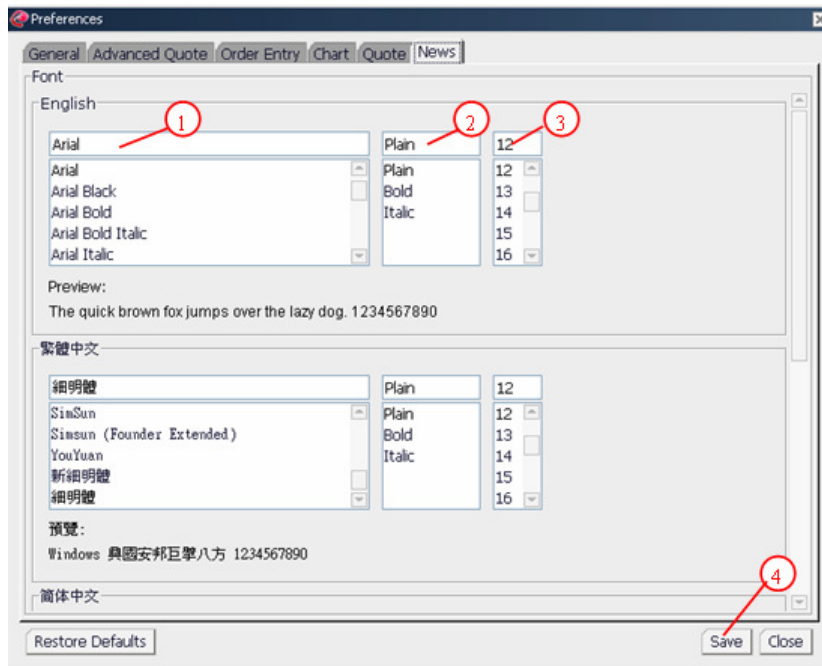 Preferences
General Advanced Quote Order Entry Chart Quote News
Font
English
1 2 3
Arial Plain 12
Arial Plain 12
Arial Black Bold 13
Arial Bold Italic 14
Arial Bold Italic 15
Arial Italic 16
Preview:
The quick brown fox jumps over the lazy dog. 1234567890
繁體中文
細明體 Plain 12
SimSun Plain 12
Simsun (Founder Extended) Bold 13
YouYuan Italic 14
新細明體 15
細明體 16
預覽:
Windows 興國安邦巨擘八方 1234567890
4
简体中文
Restore Defaults Save Close